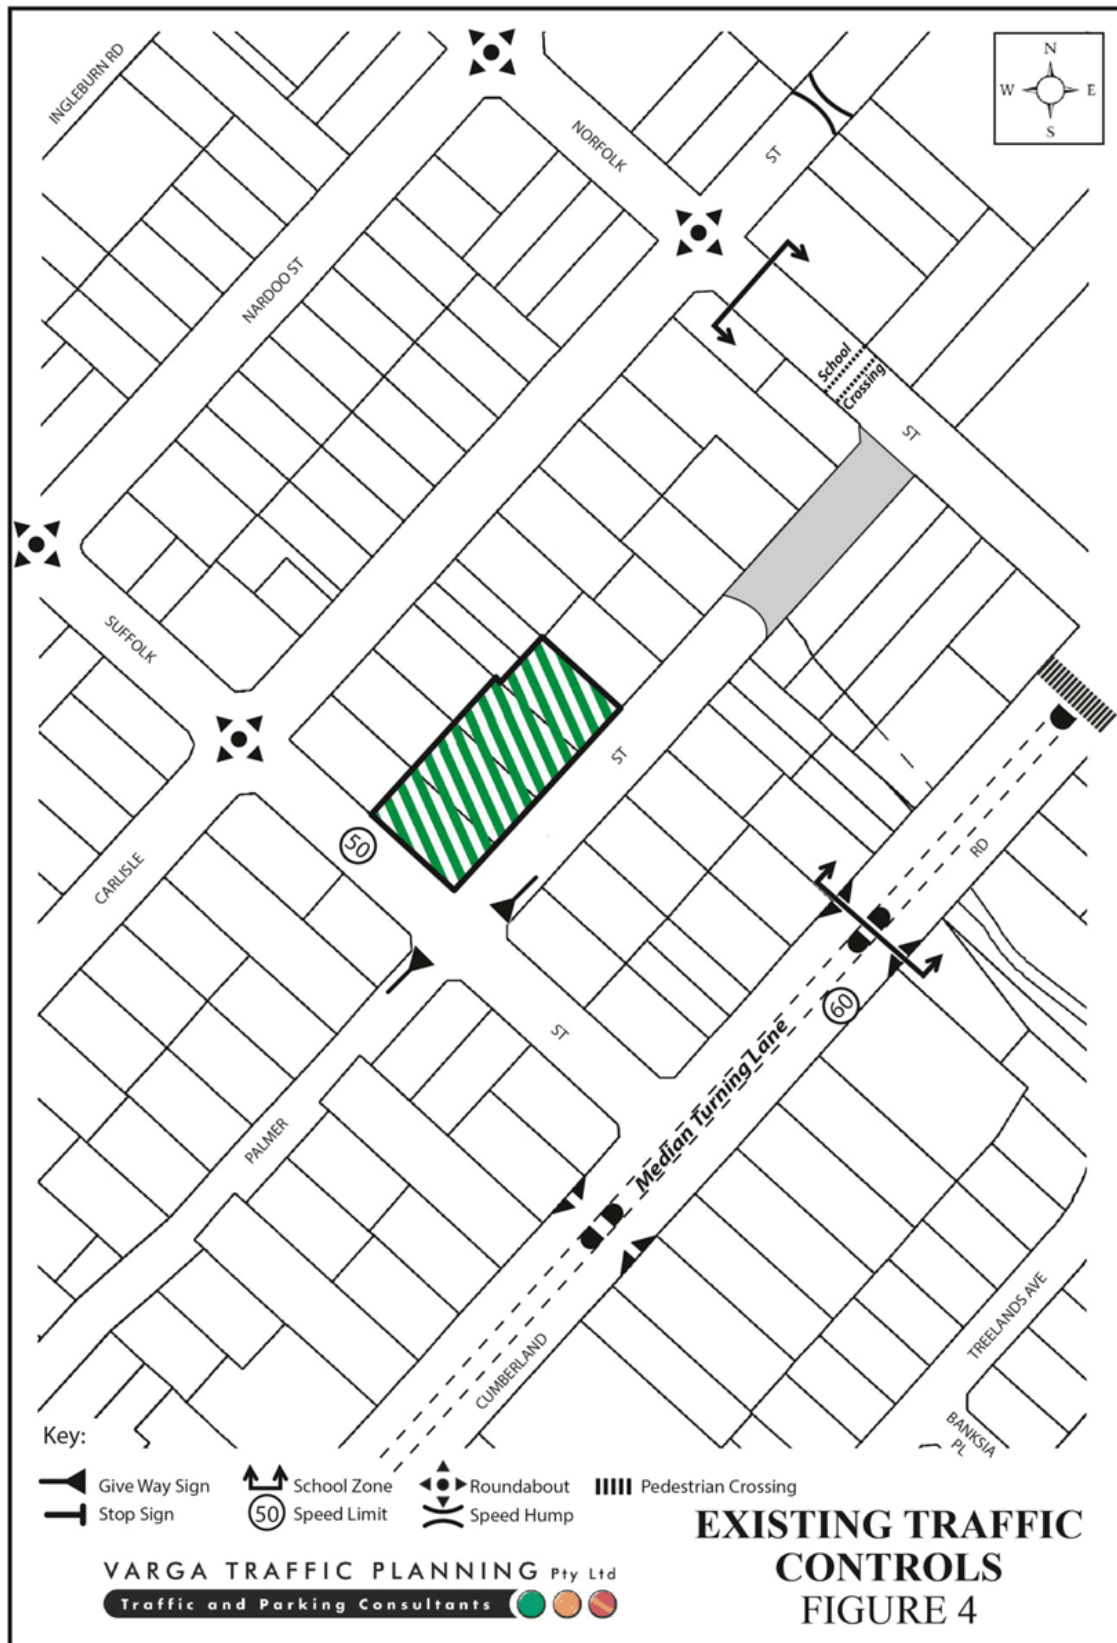 INGLEBURN RD
NORFOLK
ST
N
W E
S
NARDOO ST
School
Crossing
ST
SUFFOLK
ST
50
CARLISLE
RD
60
ST
Median Turning Lane
PALMER
CUMBERLAND
TREELANDS AVE
BANKSIA
PL
Key:
Give Way Sign School Zone Roundabout Pedestrian Crossing
Stop Sign 50 Speed Limit Speed Hump
EXISTING TRAFFIC
CONTROLS
FIGURE 4
VARGA TRAFFIC PLANNING Pty Ltd
Traffic and Parking Consultants